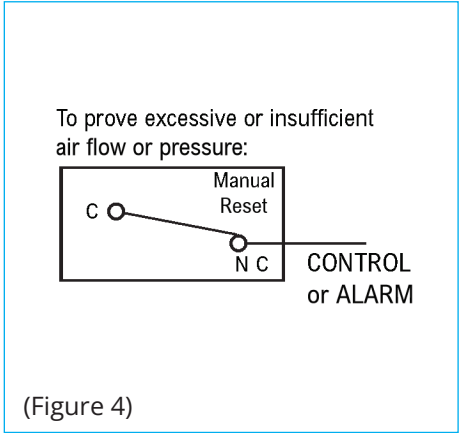 To prove excessive or insufficient
air flow or pressure:
Manual
Reset
C
N C
CONTROL
or ALARM
(Figure 4)